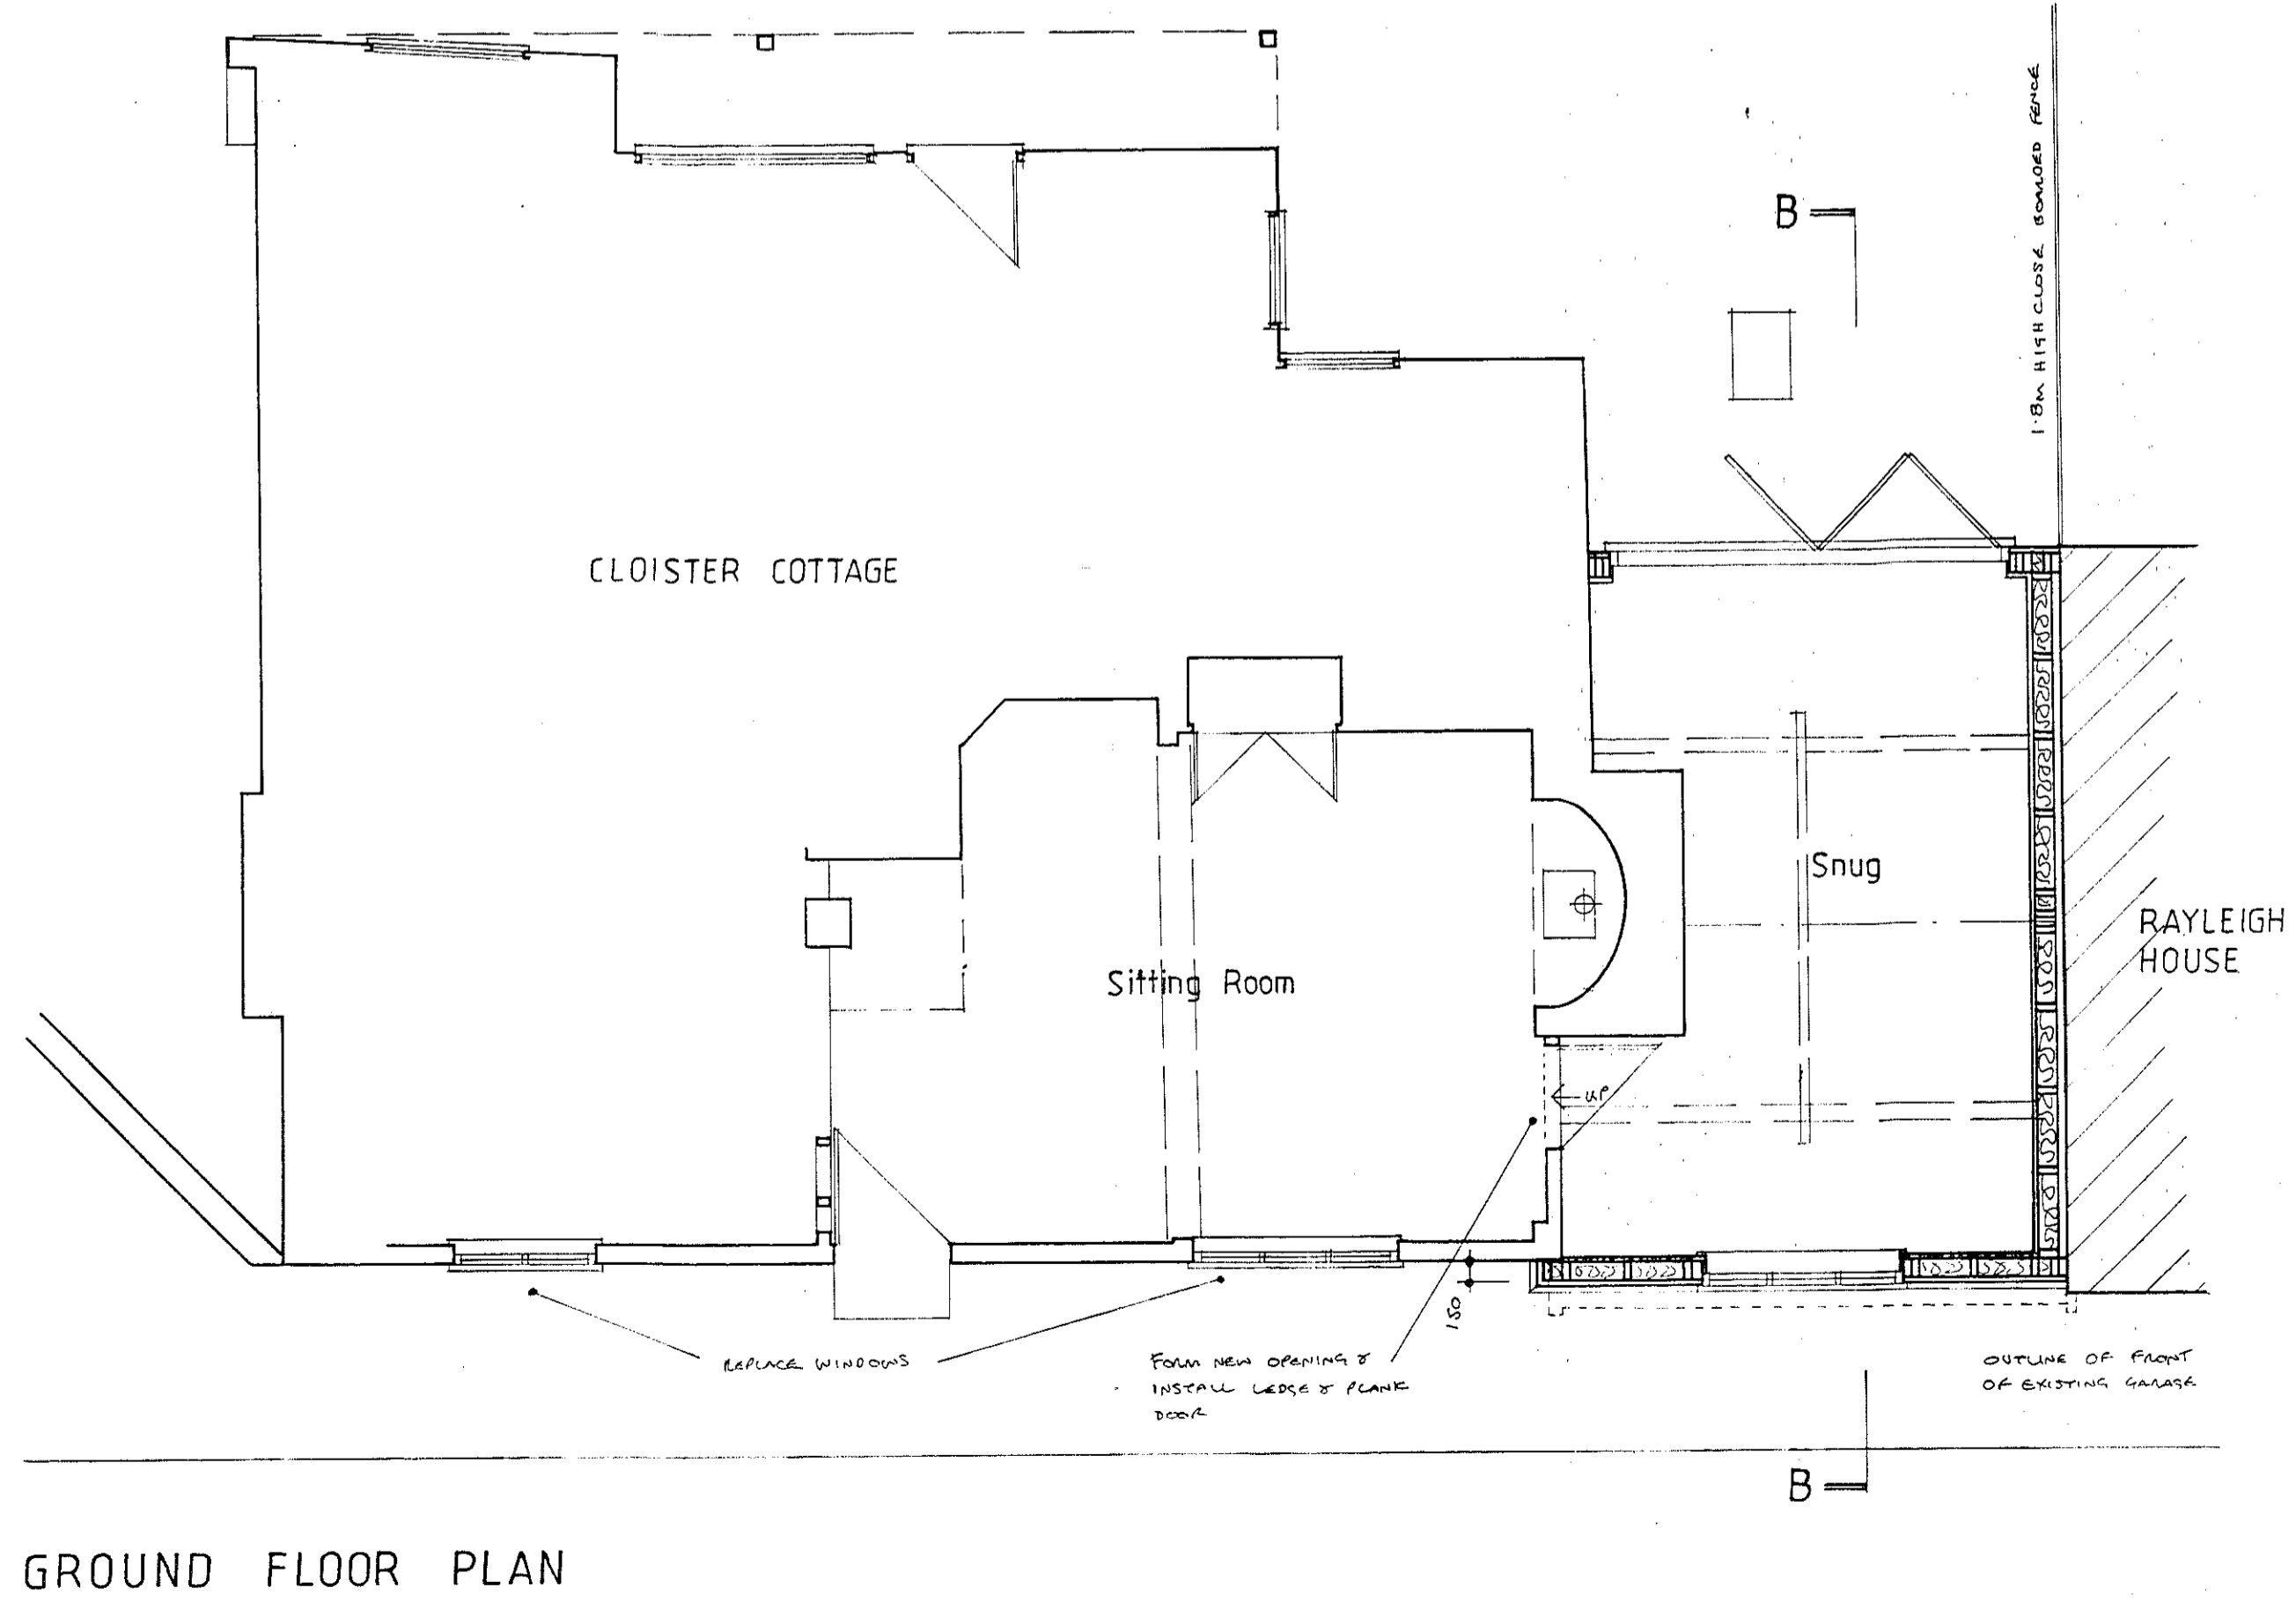 1.8m HIGH CLOSE BOARDED FENCE
B
CLOISTER COTTAGE
Snug
RAYLEIGH
HOUSE
Sitting Room
UP
150
REPLACE WINDOWS
FORM NEW OPENING &
INSTALL LEDGE & PLANK
DOOR
OUTLINE OF FRONT
OF EXISTING GARAGE
B
GROUND FLOOR PLAN